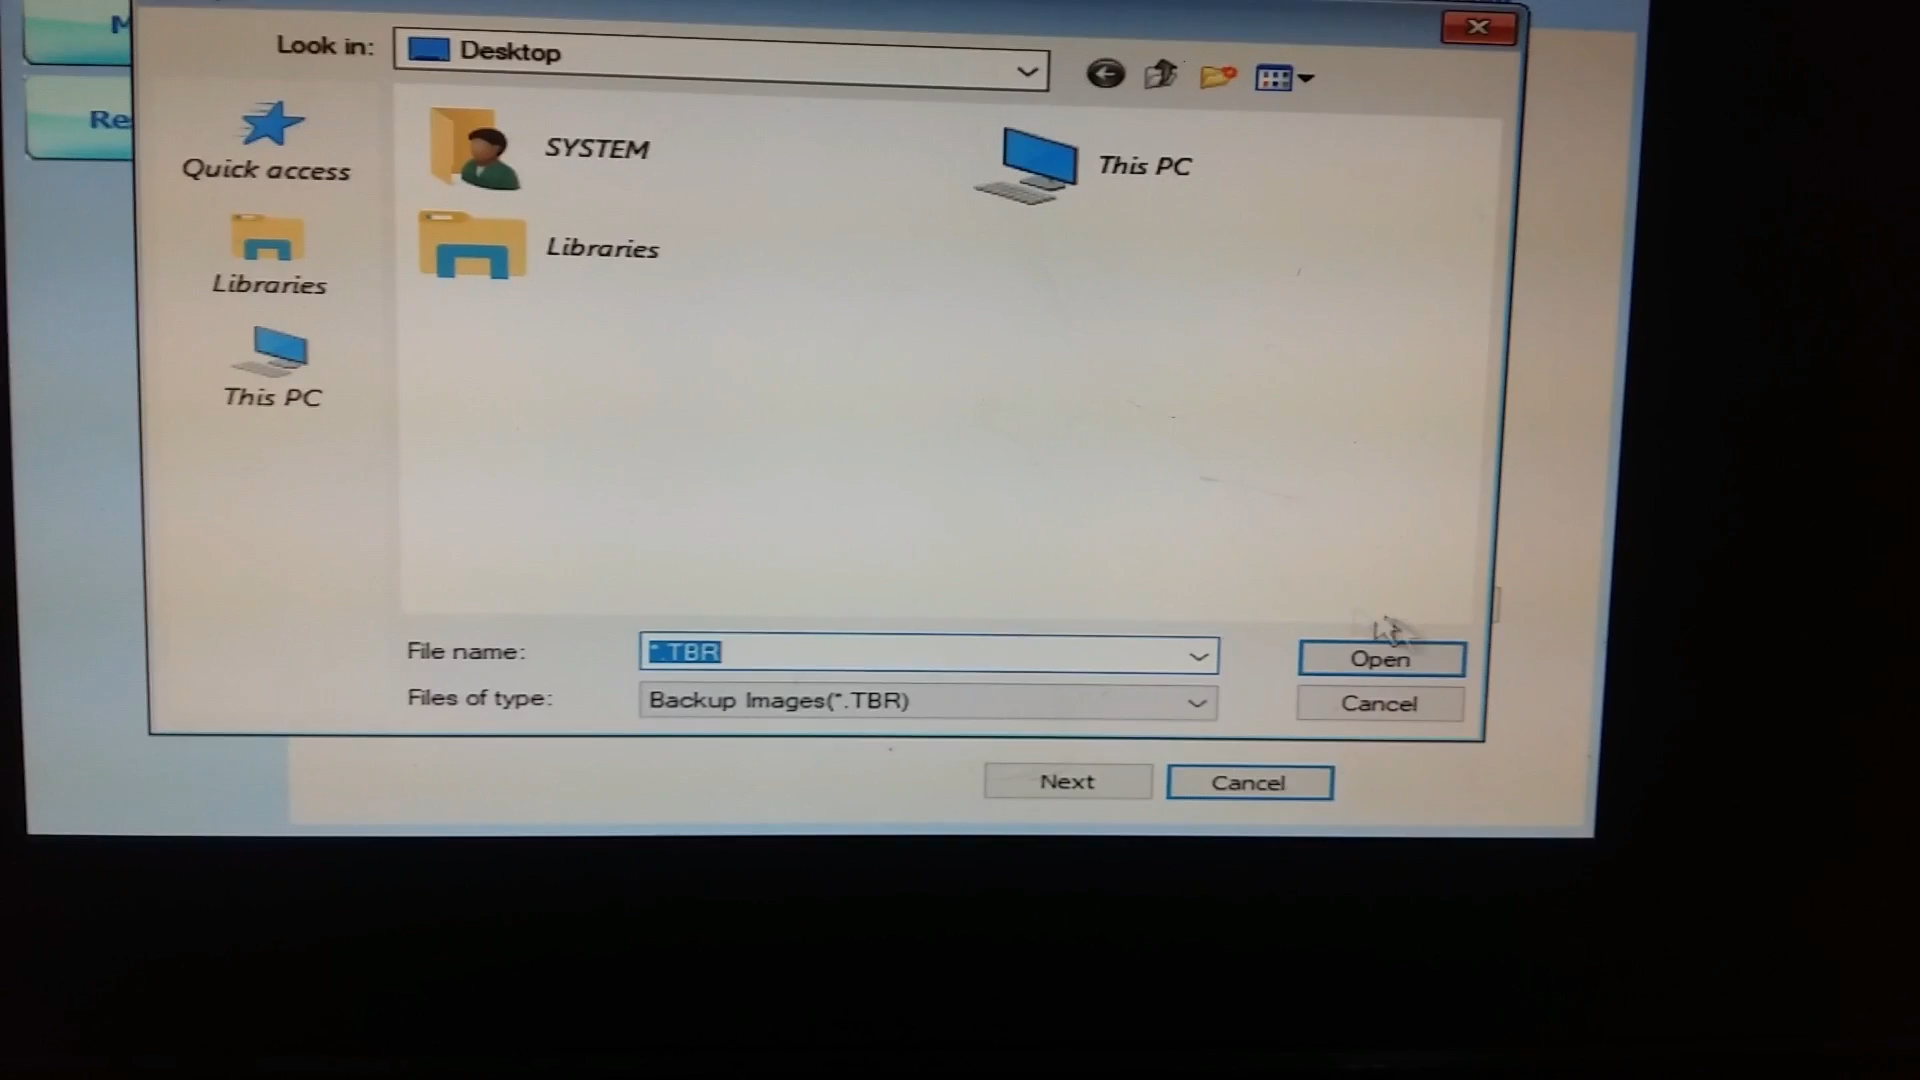 Look in: Desktop
Quick access
Libraries
This PC
SYSTEM
This PC
Libraries
File name: *.TBR
Files of type: Backup Images(*.TBR)
Open
Cancel
Next
Cancel